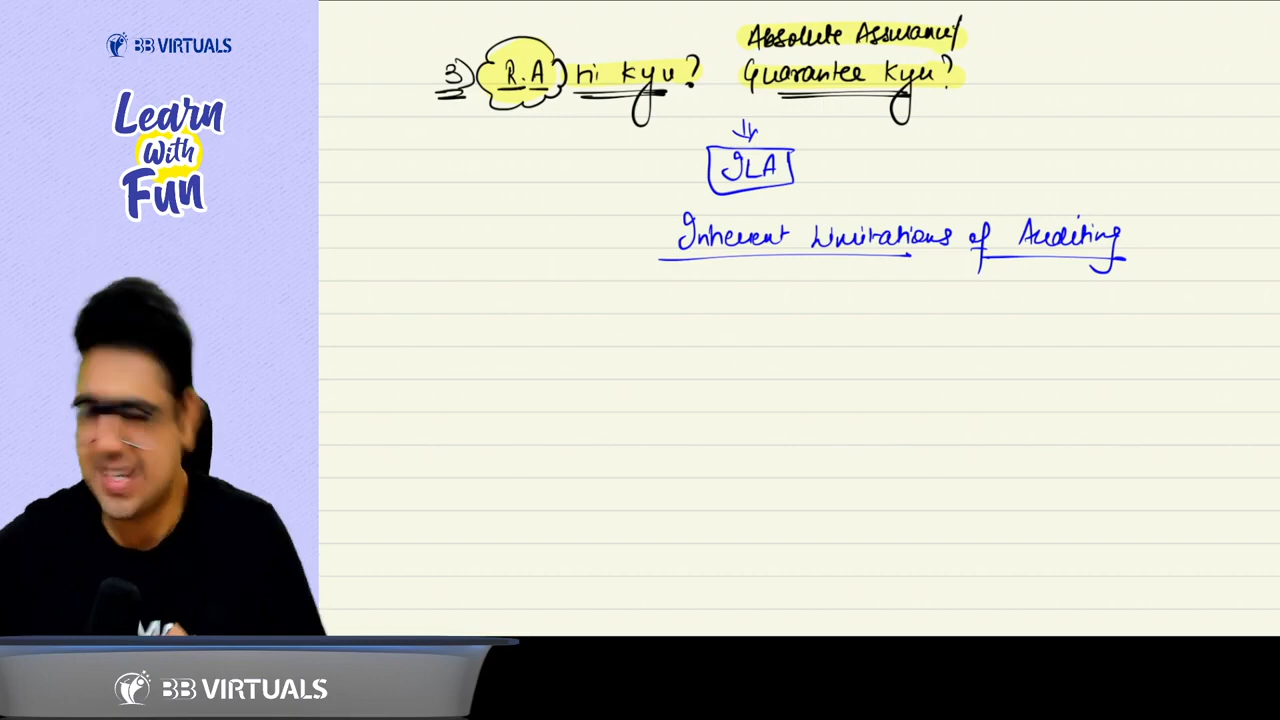 BB VIRTUALS
Learn
With
Fun
3) R.A Hi Kyu?
Absolute Assurance/
Guarantee Kyu?
ILA
Inherent Limitations of Auditing
BB VIRTUALS